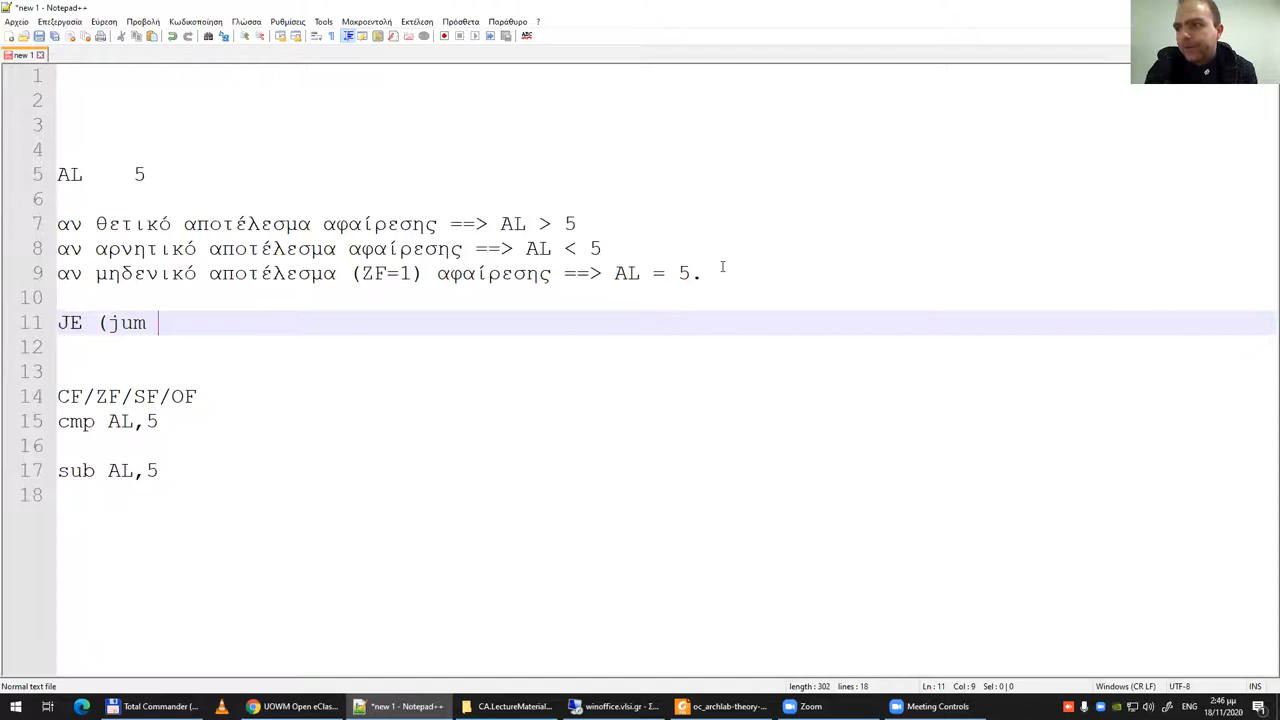 *new 1 - Notepad++
Αρχείο Επεξεργασία Εύρεση Προβολή Κωδικοποίηση Γλώσσα Ρυθμίσεις Tools Μακροεντολή Εκτέλεση Πρόσθετα Παράθυρο ?
new 1
1
2
3
4
5 AL 5
6
7 αν θετικό αποτέλεσμα αφαίρεσης ==> AL > 5
8 αν αρνητικό αποτέλεσμα αφαίρεσης ==> AL < 5
9 αν μηδενικό αποτέλεσμα (ZF=1) αφαίρεσης ==> AL = 5.
10
11 JE (jum
12
13
14 CF/ZF/SF/OF
15 cmp AL,5
16
17 sub AL,5
18
Normal text file length: 302 lines: 18 Ln: 11 Col: 9 Sel: 0 | 0 Windows (CR LF) UTF-8 INS
Total Commander (... UOWM Open eClas... *new 1 - Notepad++ CA.LectureMaterial... winoffice.vlsi.gr - Σ... oc_archlab-theory-... Zoom Meeting Controls 2:46 μμ
18/11/2020